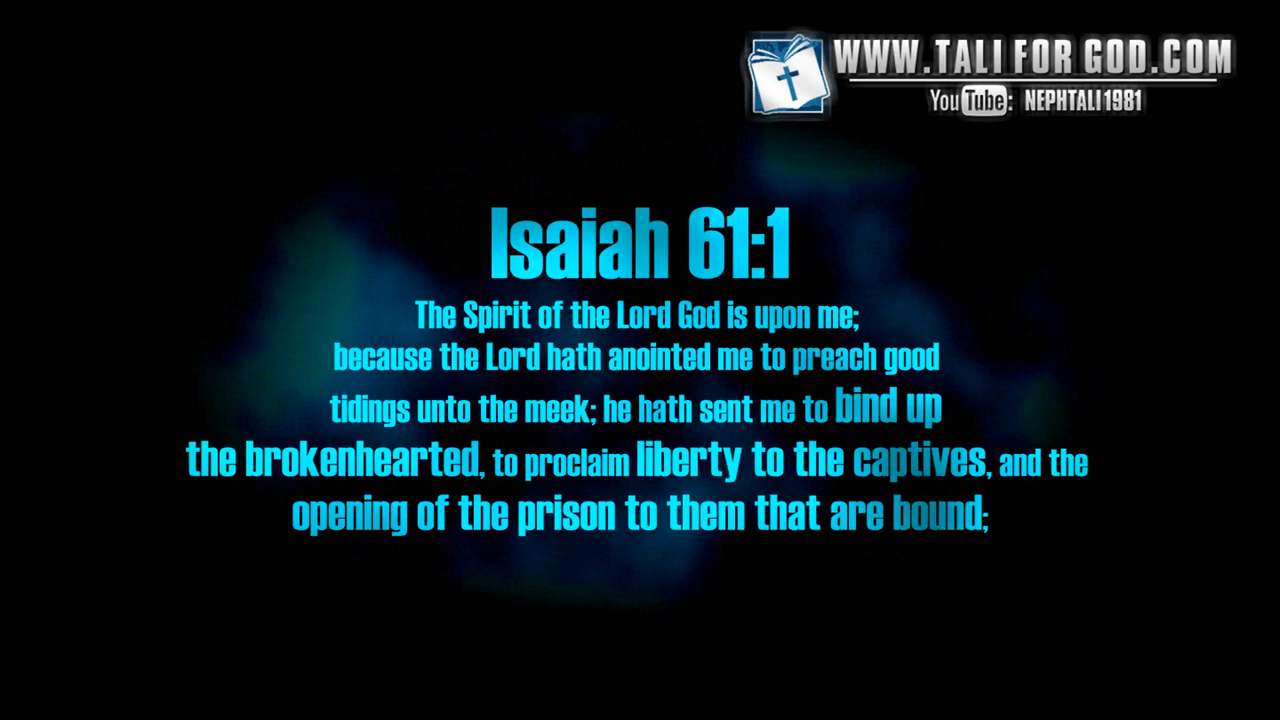 WWW.TALI FOR GOD.COM
YouTube: NEPHTALI1981
Isaiah 61:1
The Spirit of the Lord God is upon me;
because the Lord hath anointed me to preach good
tidings unto the meek; he hath sent me to bind up
the brokenhearted, to proclaim liberty to the captives, and the
opening of the prison to them that are bound;